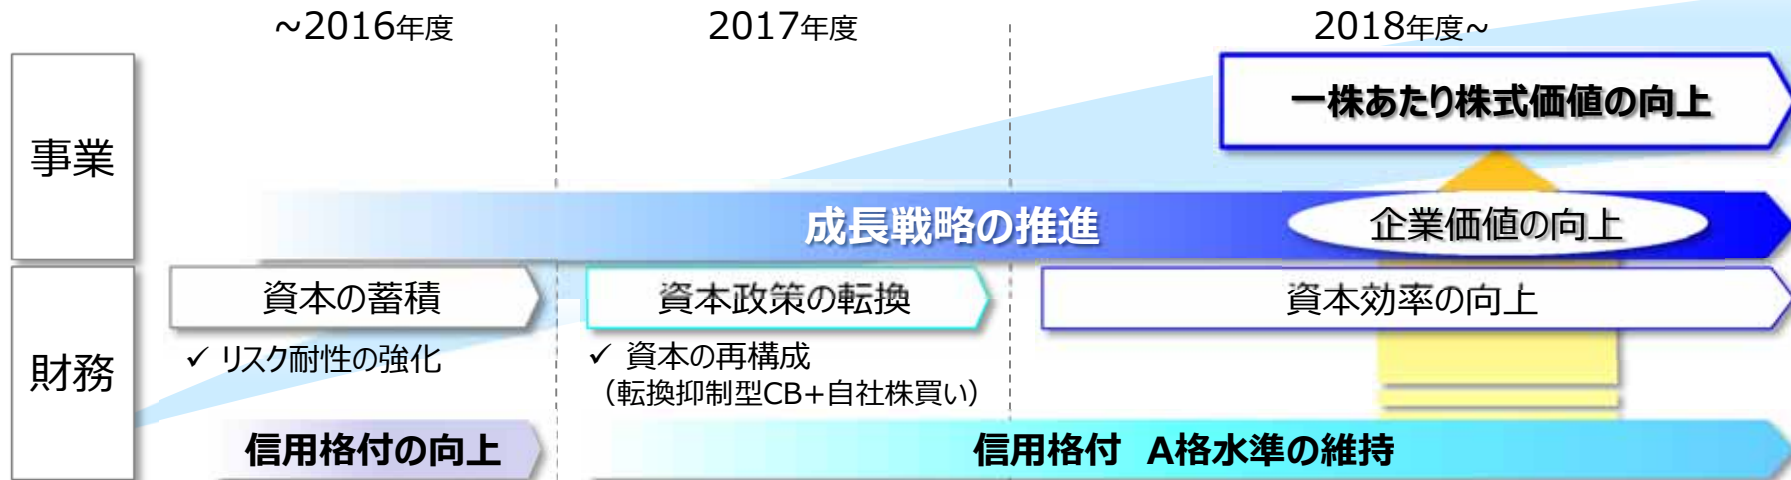 ~2016年度
2017年度
2018年度~
事業
一株あたり株式価値の向上
成長戦略の推進
企業価値の向上
財務
資本の蓄積
資本政策の転換
資本効率の向上
✓ リスク耐性の強化
✓ 資本の再構成
（転換抑制型CB+自社株買い）
信用格付の向上
信用格付 A格水準の維持